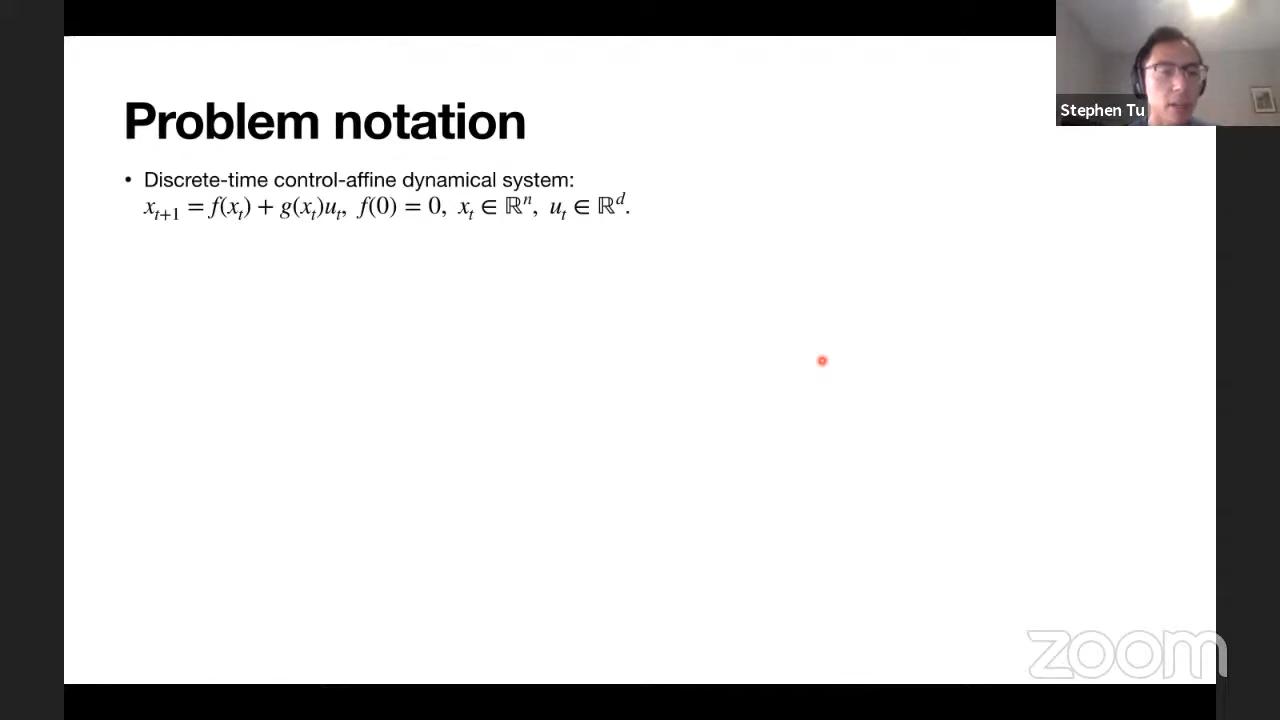 Stephen Tu
Problem notation
• Discrete-time control-affine dynamical system:
x_{t+1} = f(x_t) + g(x_t)u_t, f(0) = 0, x_t ∈ ℝ^n, u_t ∈ ℝ^d.
zoom